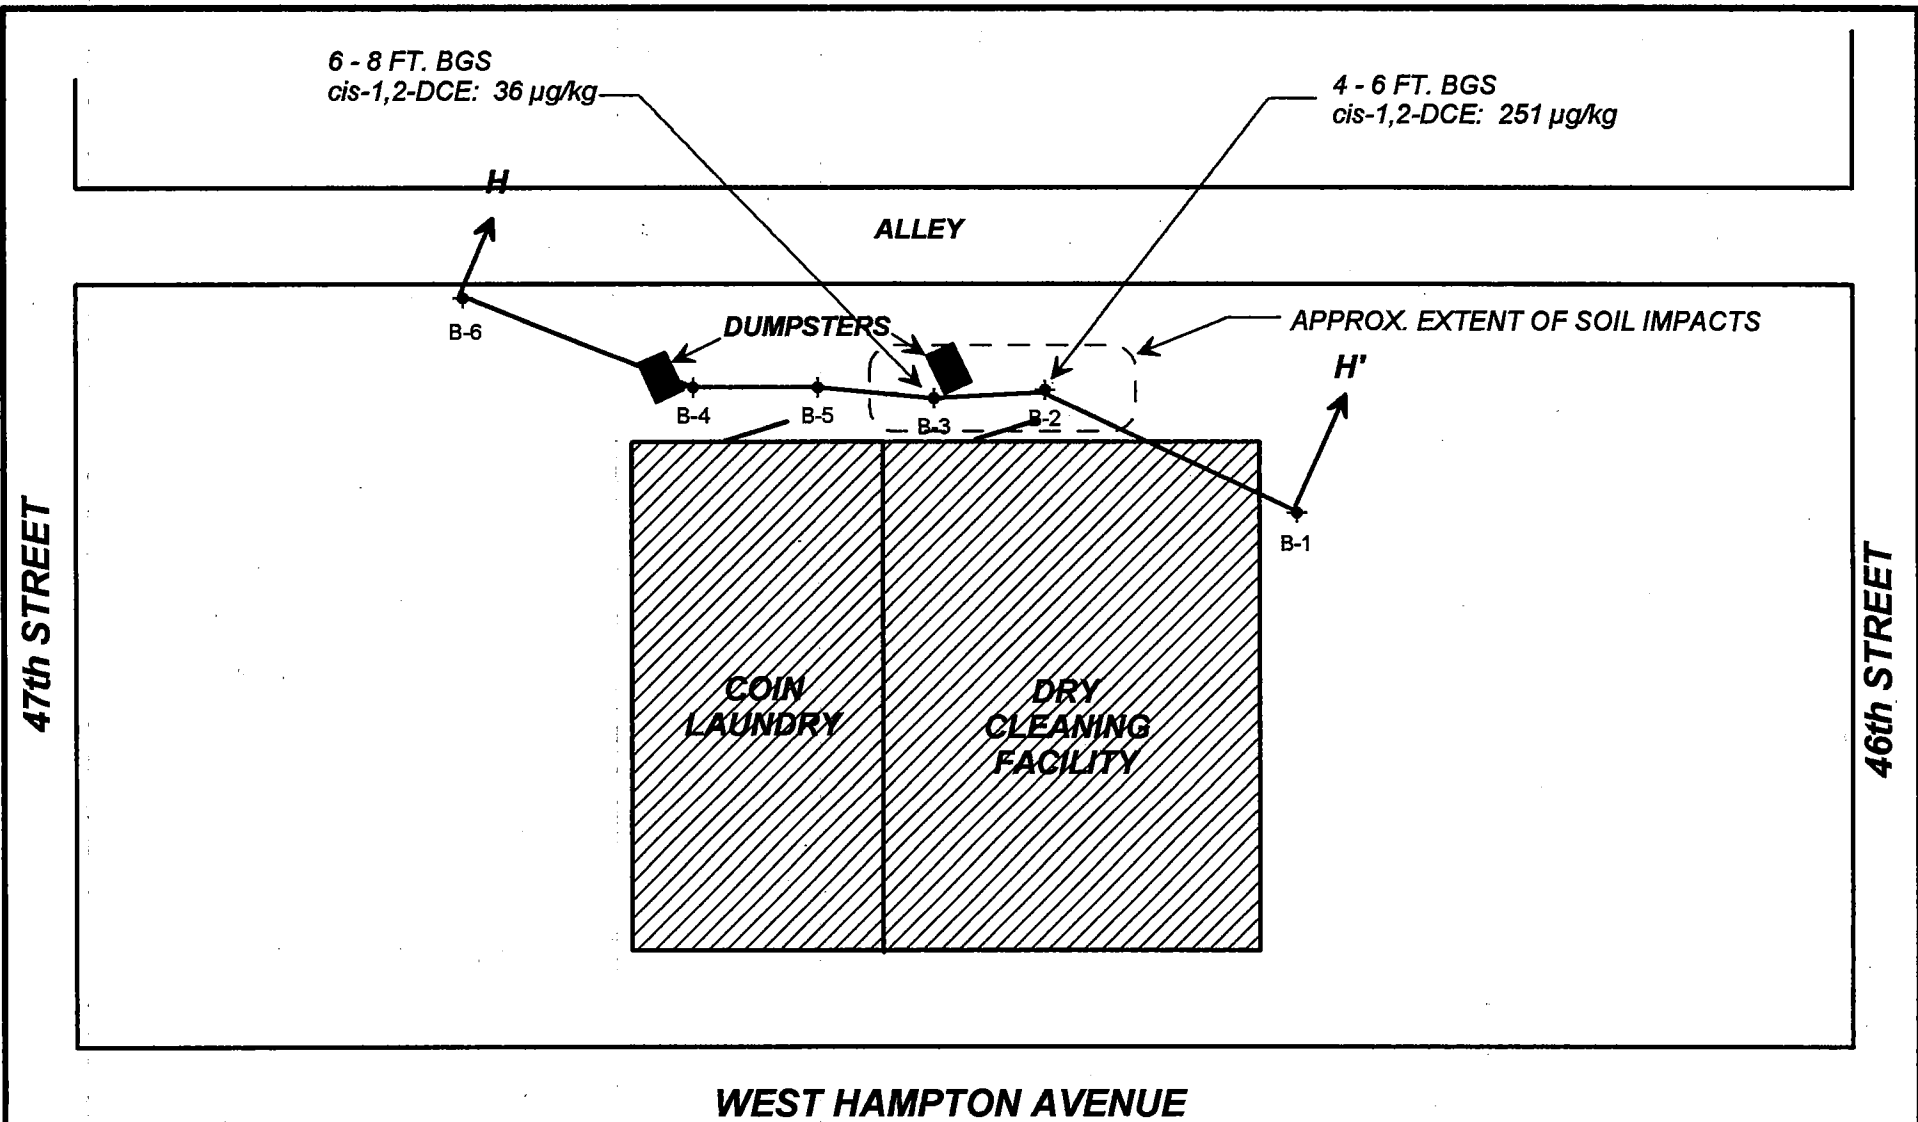 6 - 8 FT. BGS
cis-1,2-DCE: 36 µg/kg
4 - 6 FT. BGS
cis-1,2-DCE: 251 µg/kg
H
ALLEY
B-6
DUMPSTERS
APPROX. EXTENT OF SOIL IMPACTS
H'
B-4
B-5
B-3
B-2
B-1
47th STREET
46th STREET
COIN
LAUNDRY
DRY
CLEANING
FACILITY
WEST HAMPTON AVENUE